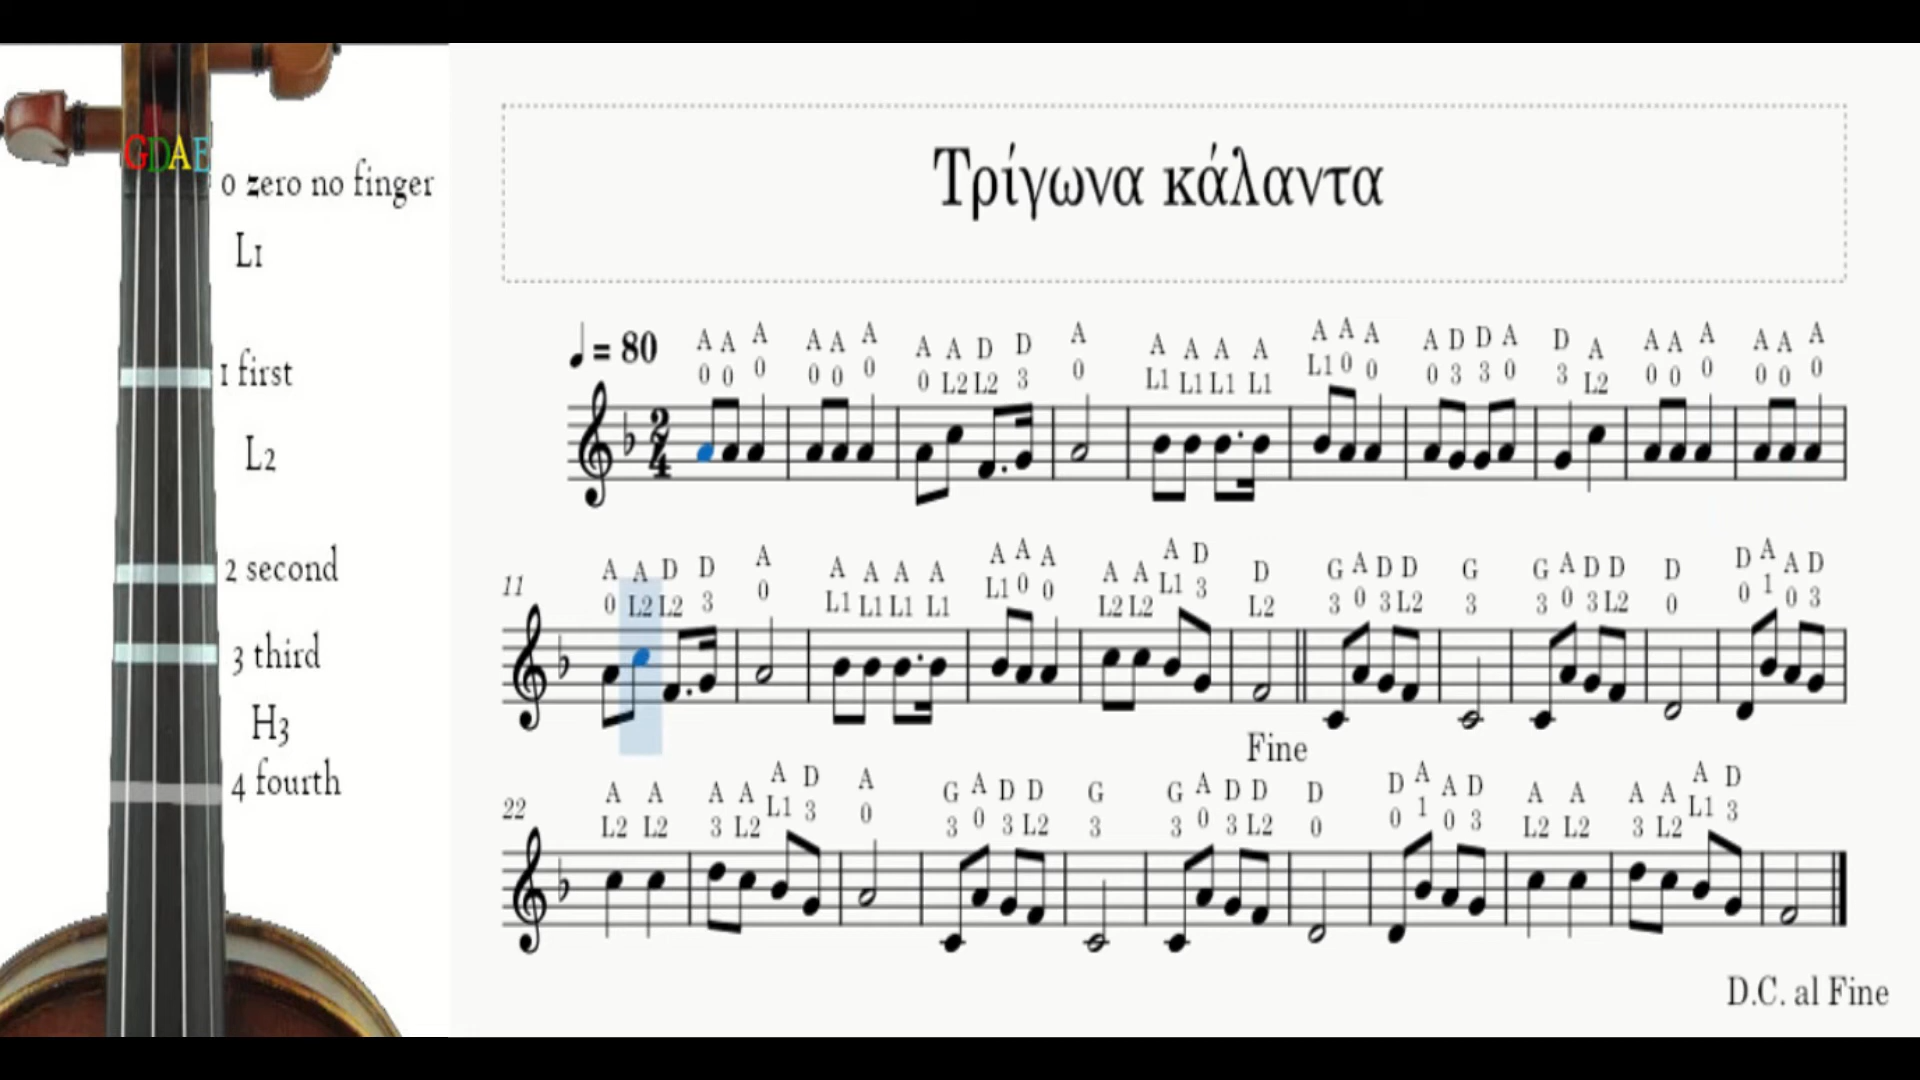 GDAE
0 zero no finger
L1
1 first
L2
2 second
3 third
H3
4 fourth
Τρίγωνα κάλαντα
= 80
A A A A A A A A D D A A A A A A A A A D D A D A A A A A A A
0 0 0 0 0 0 0 L2 L2 3 0 L1 L1 L1 L1 L1 0 0 0 3 3 0 3 L2 0 0 0 0 0 0
2
4
11
A A D D A A A A A A A A A A A D D G A D D G G A D D D D A A D
0 L2 L2 3 0 L1 L1 L1 L1 L1 0 0 L2 L2 L1 3 L2 3 0 3 L2 3 3 0 3 L2 0 0 1 0 3
Fine
22
A A A A A D A G A D D G G A D D D D A A D A A A A A D
L2 L2 3 L2 L1 3 0 3 0 3 L2 3 3 0 3 L2 0 0 1 0 3 L2 L2 3 L2 L1 3
D.C. al Fine